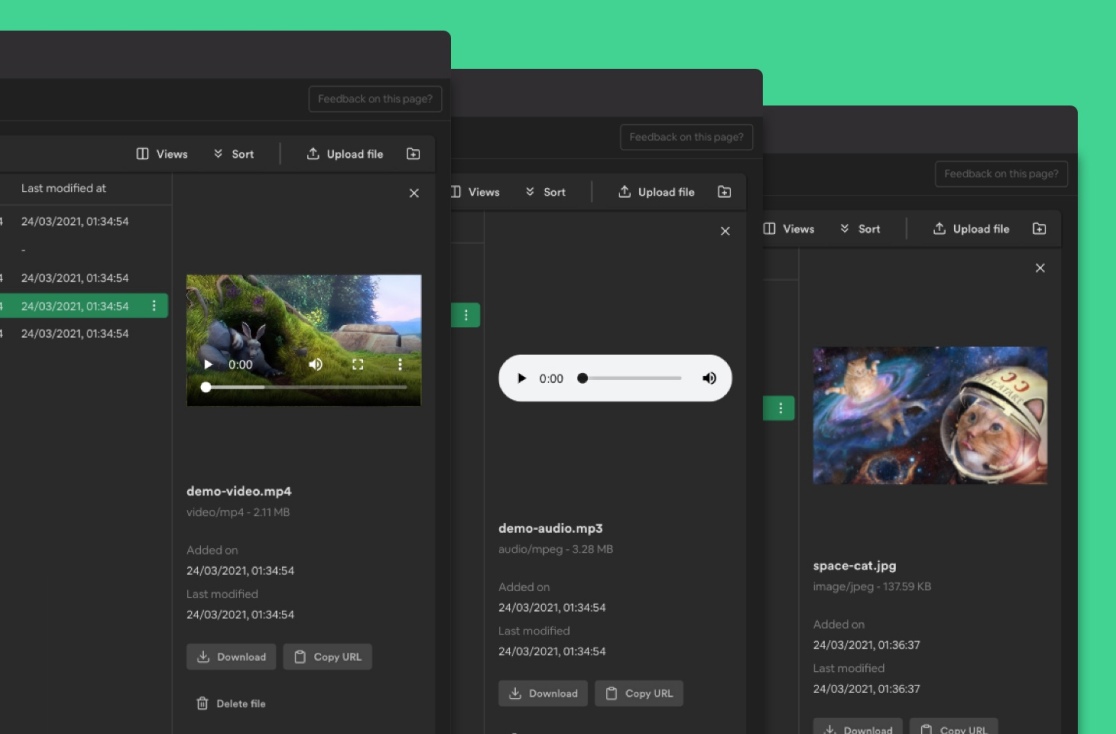 Feedback on this page?
Views Sort Upload file
Last modified at
24/03/2021, 01:34:54
-
4 24/03/2021, 01:34:54
4 24/03/2021, 01:34:54
4 24/03/2021, 01:34:54
0:00
demo-video.mp4
video/mp4 - 2.11 MB
Added on
24/03/2021, 01:34:54
Last modified
24/03/2021, 01:34:54
Download Copy URL
Delete file
Feedback on this page?
Views Sort Upload file
0:00
demo-audio.mp3
audio/mpeg - 3.28 MB
Added on
24/03/2021, 01:34:54
Last modified
24/03/2021, 01:34:54
Download Copy URL
Feedback on this page?
Views Sort Upload file
space-cat.jpg
image/jpeg - 137.59 KB
Added on
24/03/2021, 01:36:37
Last modified
24/03/2021, 01:36:37
Download Copy URL